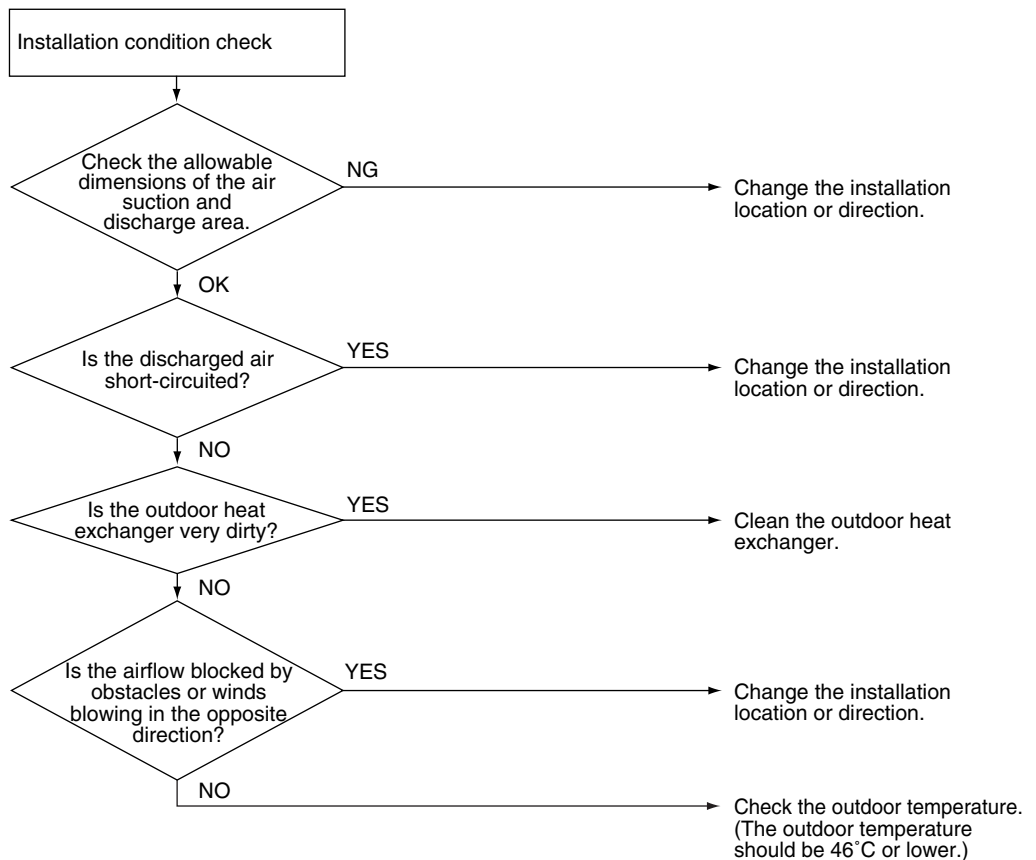 Installation condition check
Check the allowable
dimensions of the air
suction and
discharge area.
NG
Change the installation
location or direction.
OK
Is the discharged air
short-circuited?
YES
Change the installation
location or direction.
NO
Is the outdoor heat
exchanger very dirty?
YES
Clean the outdoor heat
exchanger.
NO
Is the airflow blocked by
obstacles or winds
blowing in the opposite
direction?
YES
Change the installation
location or direction.
NO
Check the outdoor temperature.
(The outdoor temperature
should be 46˚C or lower.)